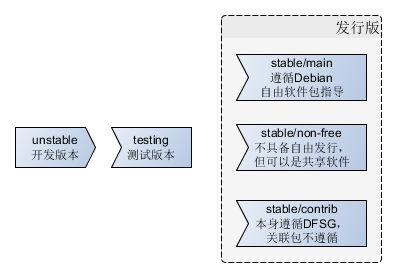 发行版
stable/main
遵循Debian
自由软件包指导
unstable
开发版本
testing
测试版本
stable/non-free
不具备自由发行，
但可以是共享软件
stable/contrib
本身遵循DFSG，
关联包不遵循